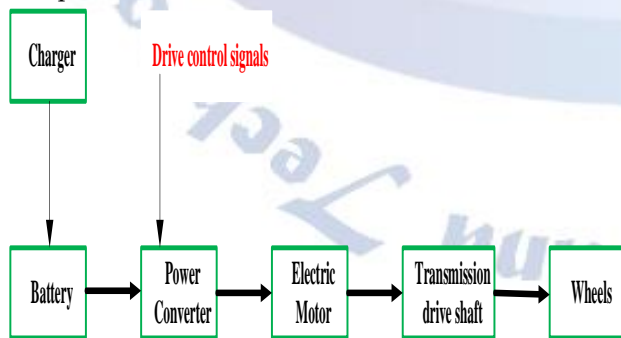 Charger
Drive control signals
Battery
Power
Converter
Electric
Motor
Transmission
drive shaft
Wheels